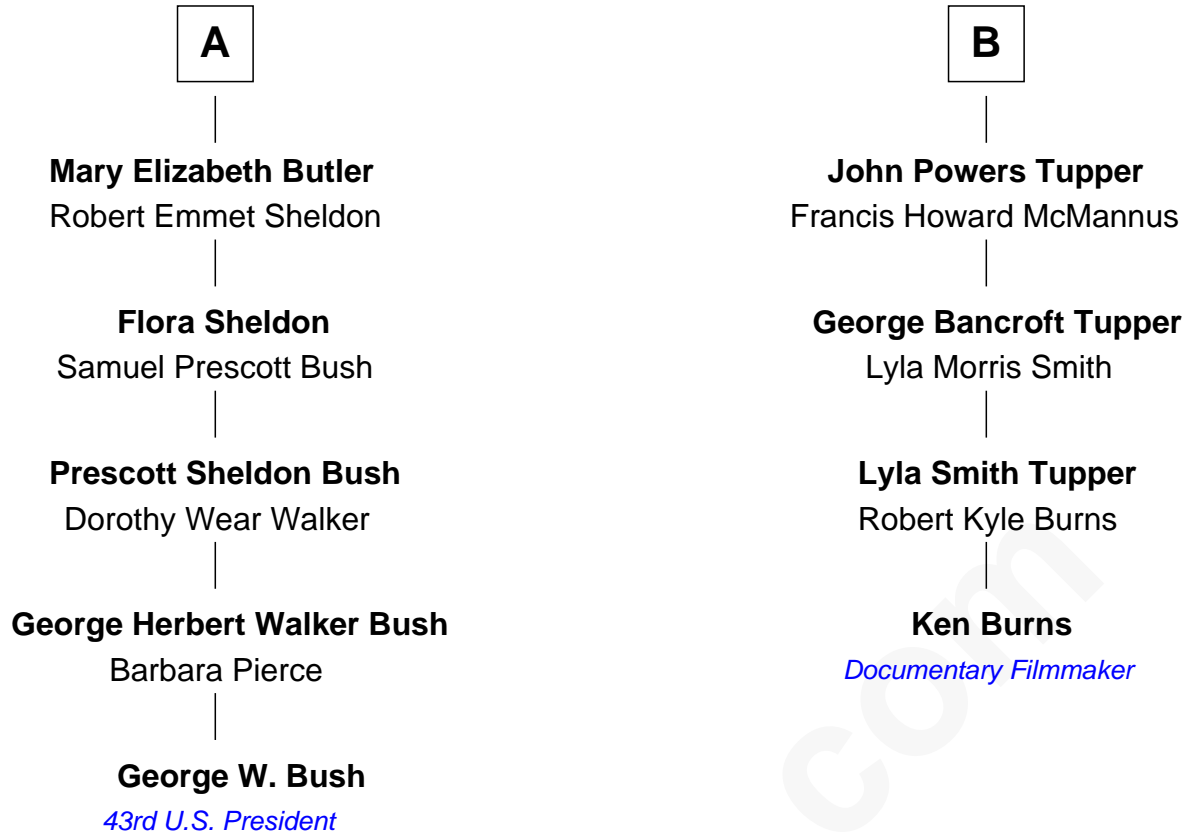 A
Mary Elizabeth Butler
Robert Emmet Sheldon
Flora Sheldon
Samuel Prescott Bush
Prescott Sheldon Bush
Dorothy Wear Walker
George Herbert Walker Bush
Barbara Pierce
George W. Bush
43rd U.S. President
B
John Powers Tupper
Francis Howard McMannus
George Bancroft Tupper
Lyla Morris Smith
Lyla Smith Tupper
Robert Kyle Burns
Ken Burns
Documentary Filmmaker
com